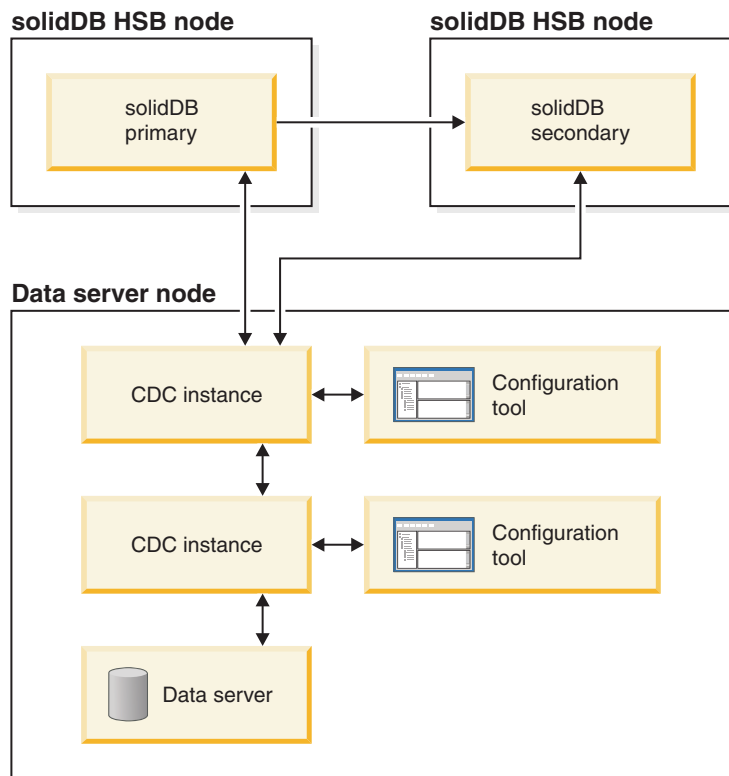 solidDB HSB node
solidDB HSB node
solidDB
primary
solidDB
secondary
Data server node
CDC instance
Configuration
tool
CDC instance
Configuration
tool
Data server